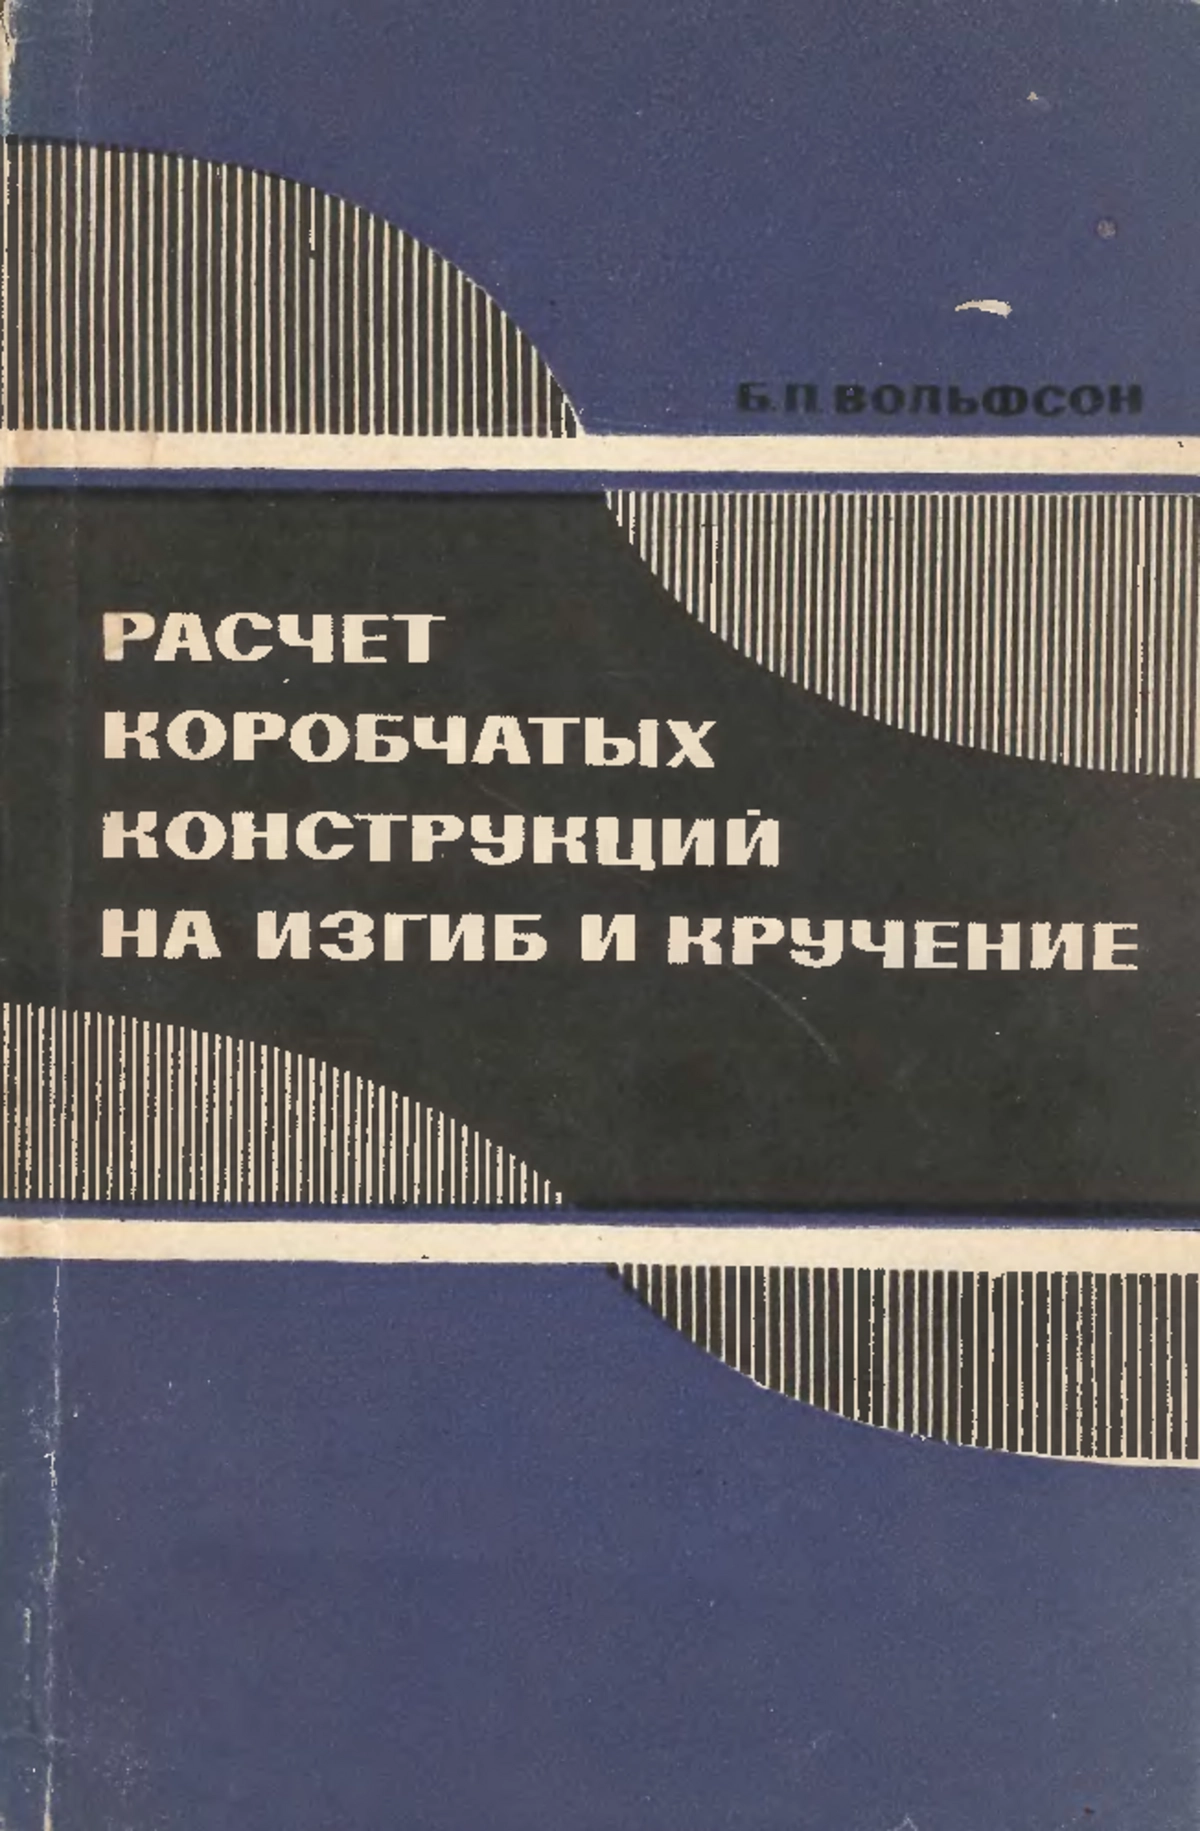 Б.П. ВОЛЬФСОН
РАСЧЕТ
КОРОБЧАТЫХ
КОНСТРУКЦИЙ
НА ИЗГИБ И КРУЧЕНИЕ